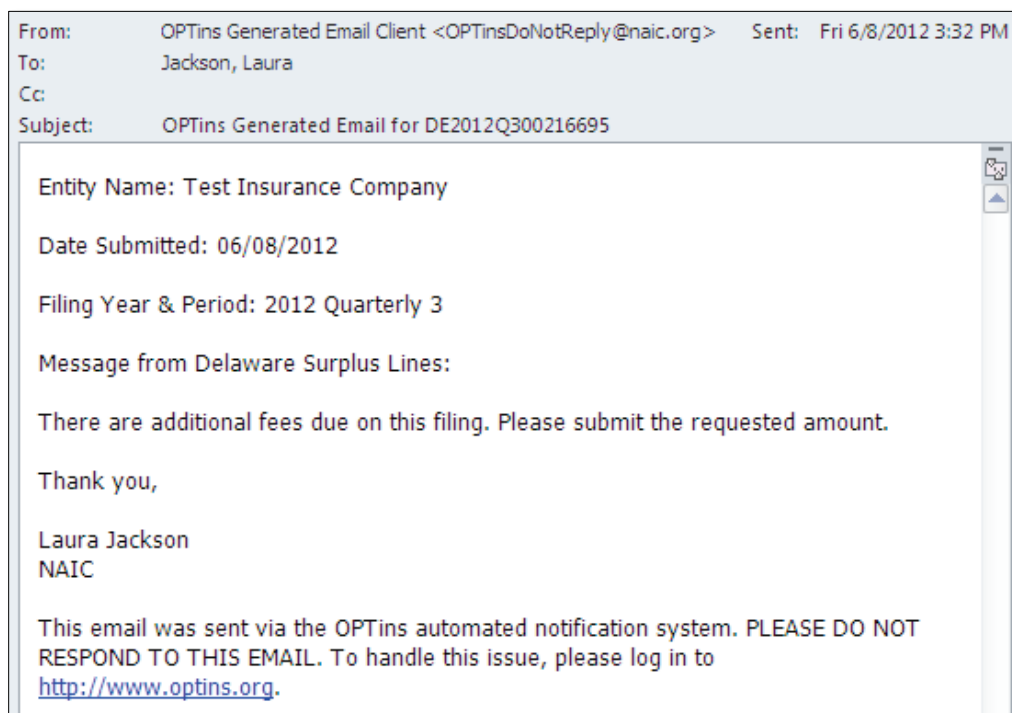 From: OPTins Generated Email Client <OPTinsDoNotReply@naic.org> Sent: Fri 6/8/2012 3:32 PM
To: Jackson, Laura
Cc:
Subject: OPTins Generated Email for DE2012Q300216695
Entity Name: Test Insurance Company
Date Submitted: 06/08/2012
Filing Year & Period: 2012 Quarterly 3
Message from Delaware Surplus Lines:
There are additional fees due on this filing. Please submit the requested amount.
Thank you,
Laura Jackson
NAIC
This email was sent via the OPTins automated notification system. PLEASE DO NOT
RESPOND TO THIS EMAIL. To handle this issue, please log in to
http://www.optins.org.